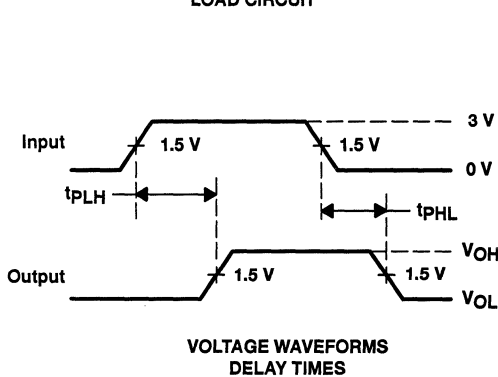 LOAD CIRCUIT
3 V
Input
1.5 V
1.5 V
0 V
tPLH
tPHL
VOH
Output
1.5 V
1.5 V
VOL
VOLTAGE WAVEFORMS
DELAY TIMES